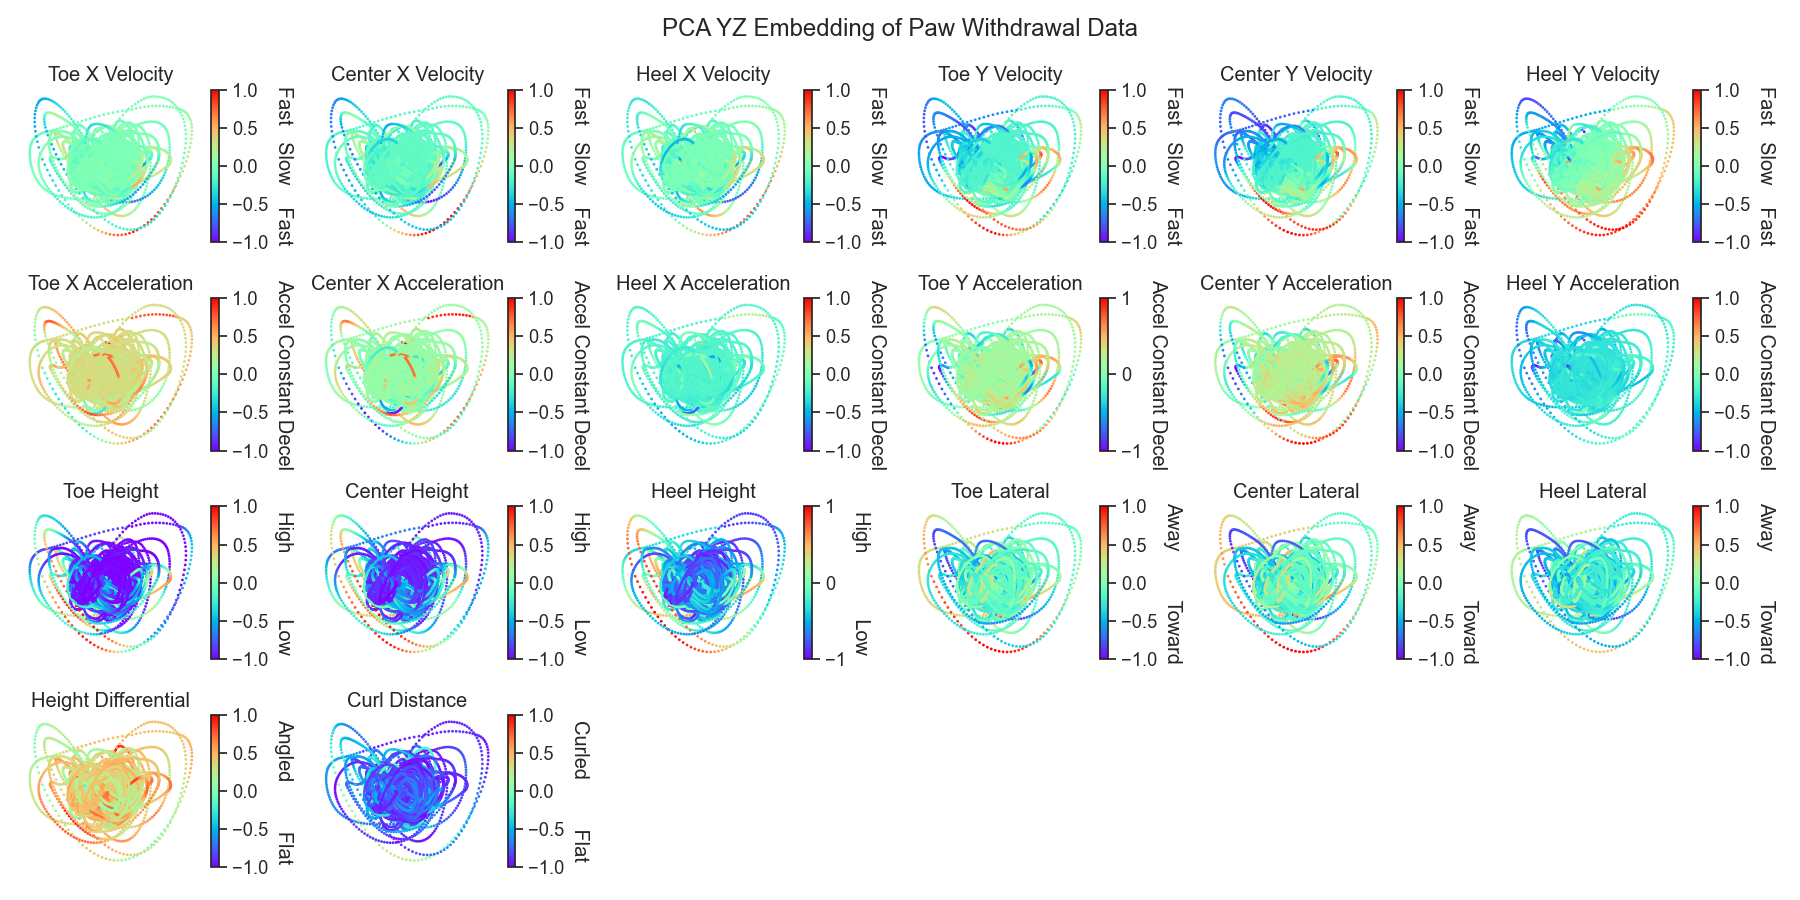 PCA YZ Embedding of Paw Withdrawal Data
Toe X Velocity
1.0
0.5
0.0
−0.5
−1.0
Fast Slow Fast
Center X Velocity
1.0
0.5
0.0
−0.5
−1.0
Fast Slow Fast
Heel X Velocity
1.0
0.5
0.0
−0.5
−1.0
Fast Slow Fast
Toe Y Velocity
1.0
0.5
0.0
−0.5
−1.0
Fast Slow Fast
Center Y Velocity
1.0
0.5
0.0
−0.5
−1.0
Fast Slow Fast
Heel Y Velocity
1.0
0.5
0.0
−0.5
−1.0
Fast Slow Fast
Toe X Acceleration
1.0
0.5
0.0
−0.5
−1.0
Accel Constant Decel
Center X Acceleration
1.0
0.5
0.0
−0.5
−1.0
Accel Constant Decel
Heel X Acceleration
1.0
0.5
0.0
−0.5
−1.0
Accel Constant Decel
Toe Y Acceleration
1
0
−1
Accel Constant Decel
Center Y Acceleration
1.0
0.5
0.0
−0.5
−1.0
Accel Constant Decel
Heel Y Acceleration
1.0
0.5
0.0
−0.5
−1.0
Accel Constant Decel
Toe Height
1.0
0.5
0.0
−0.5
−1.0
High Low
Center Height
1.0
0.5
0.0
−0.5
−1.0
High Low
Heel Height
1
0
−1
High Low
Toe Lateral
1.0
0.5
0.0
−0.5
−1.0
Away Toward
Center Lateral
1.0
0.5
0.0
−0.5
−1.0
Away Toward
Heel Lateral
1.0
0.5
0.0
−0.5
−1.0
Away Toward
Height Differential
1.0
0.5
0.0
−0.5
−1.0
Angled Flat
Curl Distance
1.0
0.5
0.0
−0.5
−1.0
Curled Flat